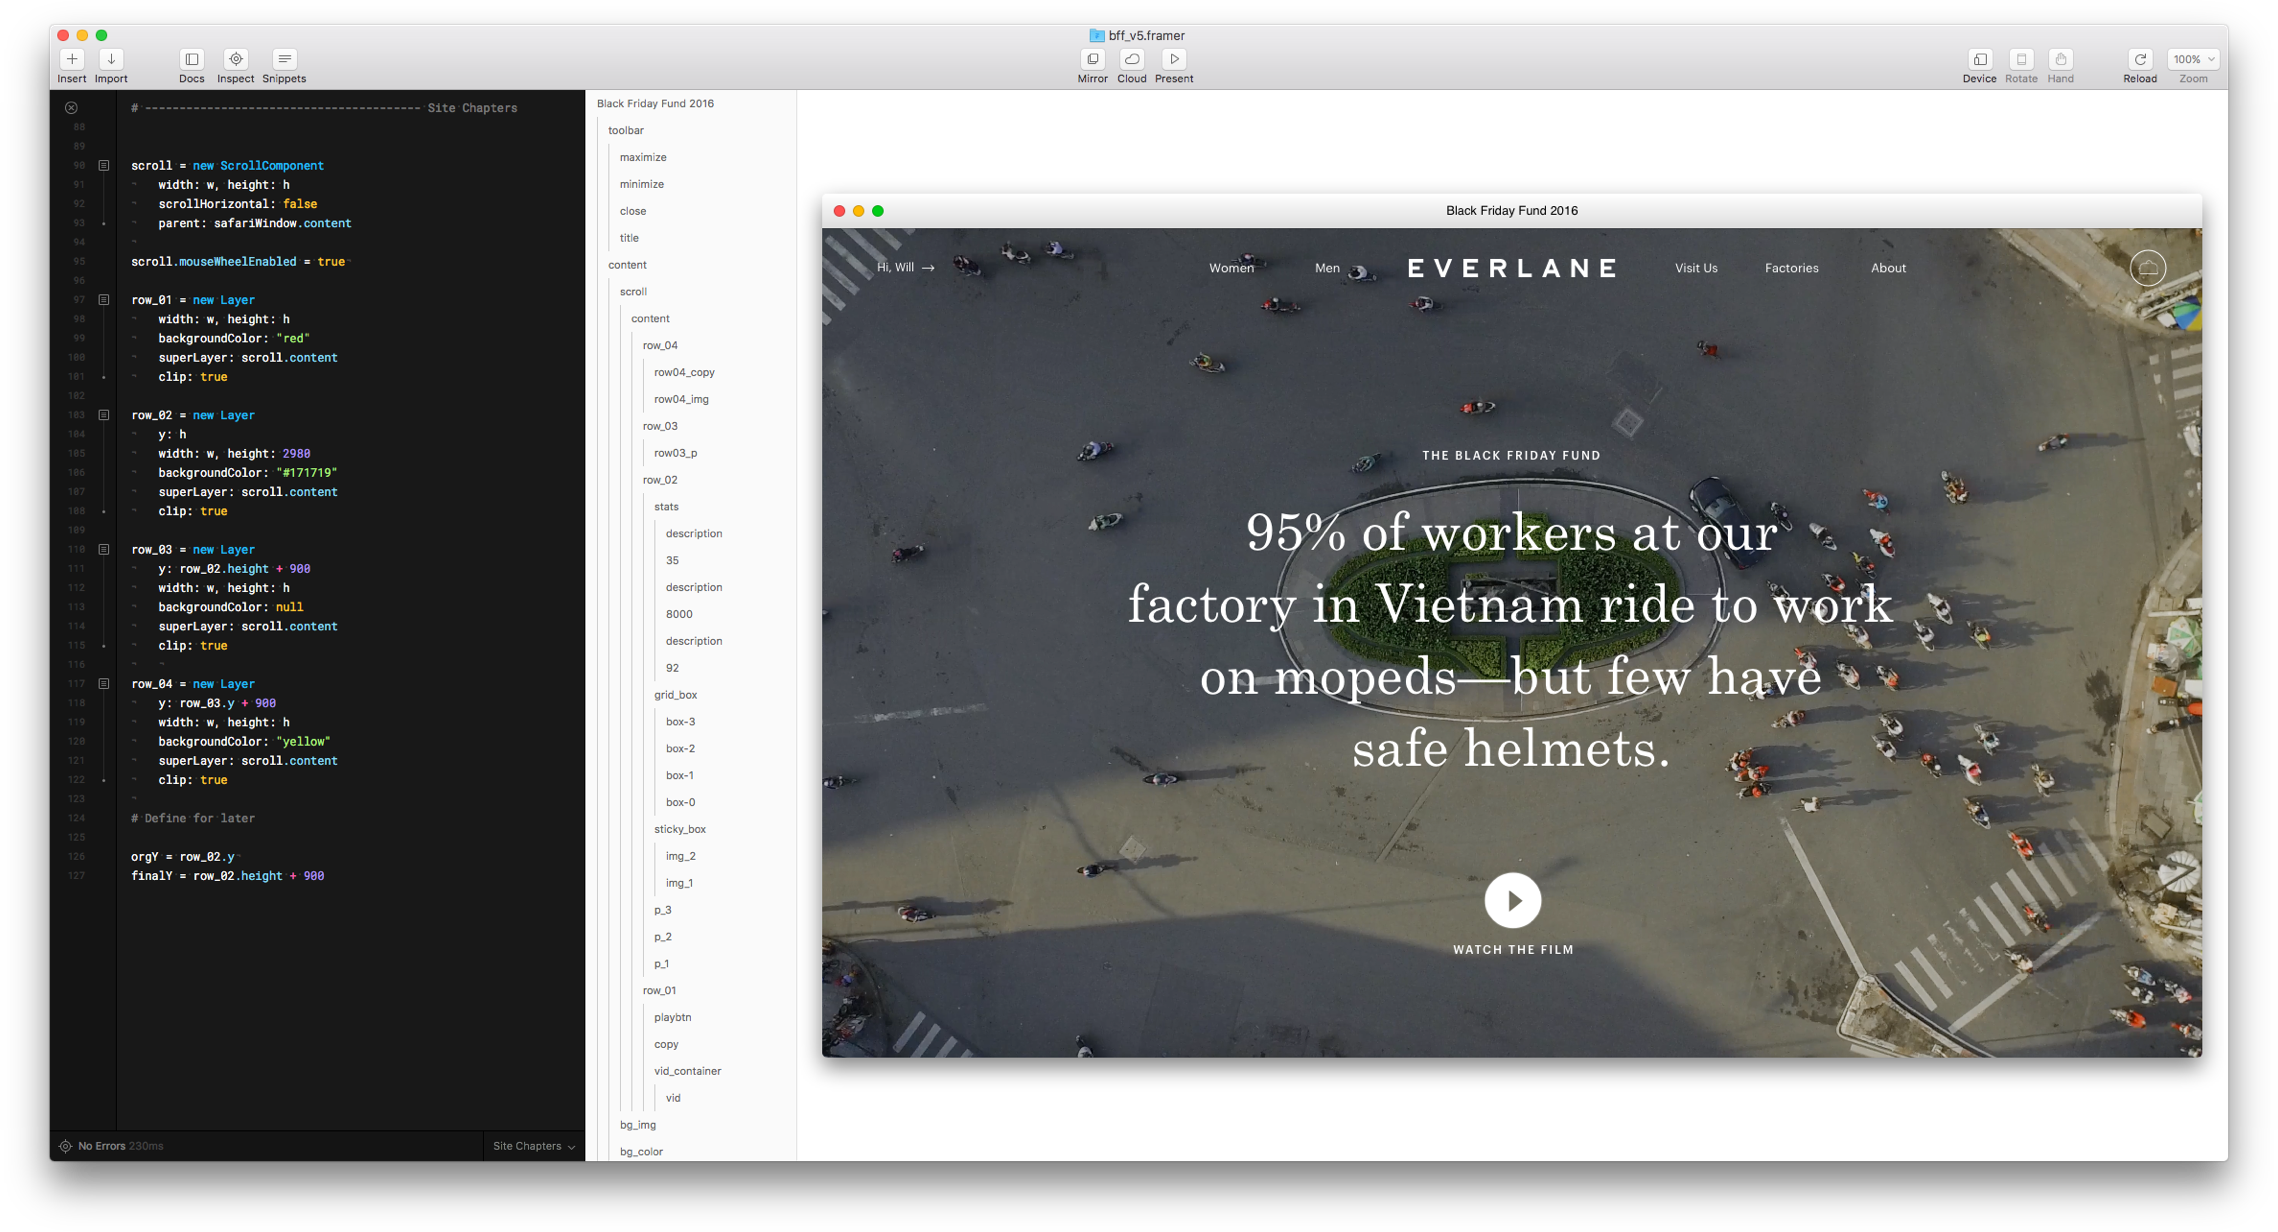 bff_v5.framer
Insert Import Docs Inspect Snippets Mirror Cloud Present Device Rotate Hand Reload 100% Zoom
# ---------------------------------------- Site Chapters
88
89
90 scroll = new ScrollComponent
91 width: w, height: h
92 scrollHorizontal: false
93 parent: safariWindow.content
94
95 scroll.mouseWheelEnabled = true
96
97 row_01 = new Layer
98 width: w, height: h
99 backgroundColor: "red"
100 superLayer: scroll.content
101 clip: true
102
103 row_02 = new Layer
104 y: h
105 width: w, height: 2980
106 backgroundColor: "#171719"
107 superLayer: scroll.content
108 clip: true
109
110 row_03 = new Layer
111 y: row_02.height + 900
112 width: w, height: h
113 backgroundColor: null
114 superLayer: scroll.content
115 clip: true
116
117 row_04 = new Layer
118 y: row_03.y + 900
119 width: w, height: h
120 backgroundColor: "yellow"
121 superLayer: scroll.content
122 clip: true
123
124 # Define for later
125
126 orgY = row_02.y
127 finalY = row_02.height + 900
No Errors 230ms
Site Chapters
Black Friday Fund 2016
toolbar
maximize
minimize
close
title
content
scroll
content
row_04
row04_copy
row04_img
row_03
row03_p
row_02
stats
description
35
description
8000
description
92
grid_box
box-3
box-2
box-1
box-0
sticky_box
img_2
img_1
p_3
p_2
p_1
row_01
playbtn
copy
vid_container
vid
bg_img
bg_color
Black Friday Fund 2016
Hi, Will → Women Men EVERLANE Visit Us Factories About
THE BLACK FRIDAY FUND
95% of workers at our
factory in Vietnam ride to work
on mopeds—but few have
safe helmets.
WATCH THE FILM